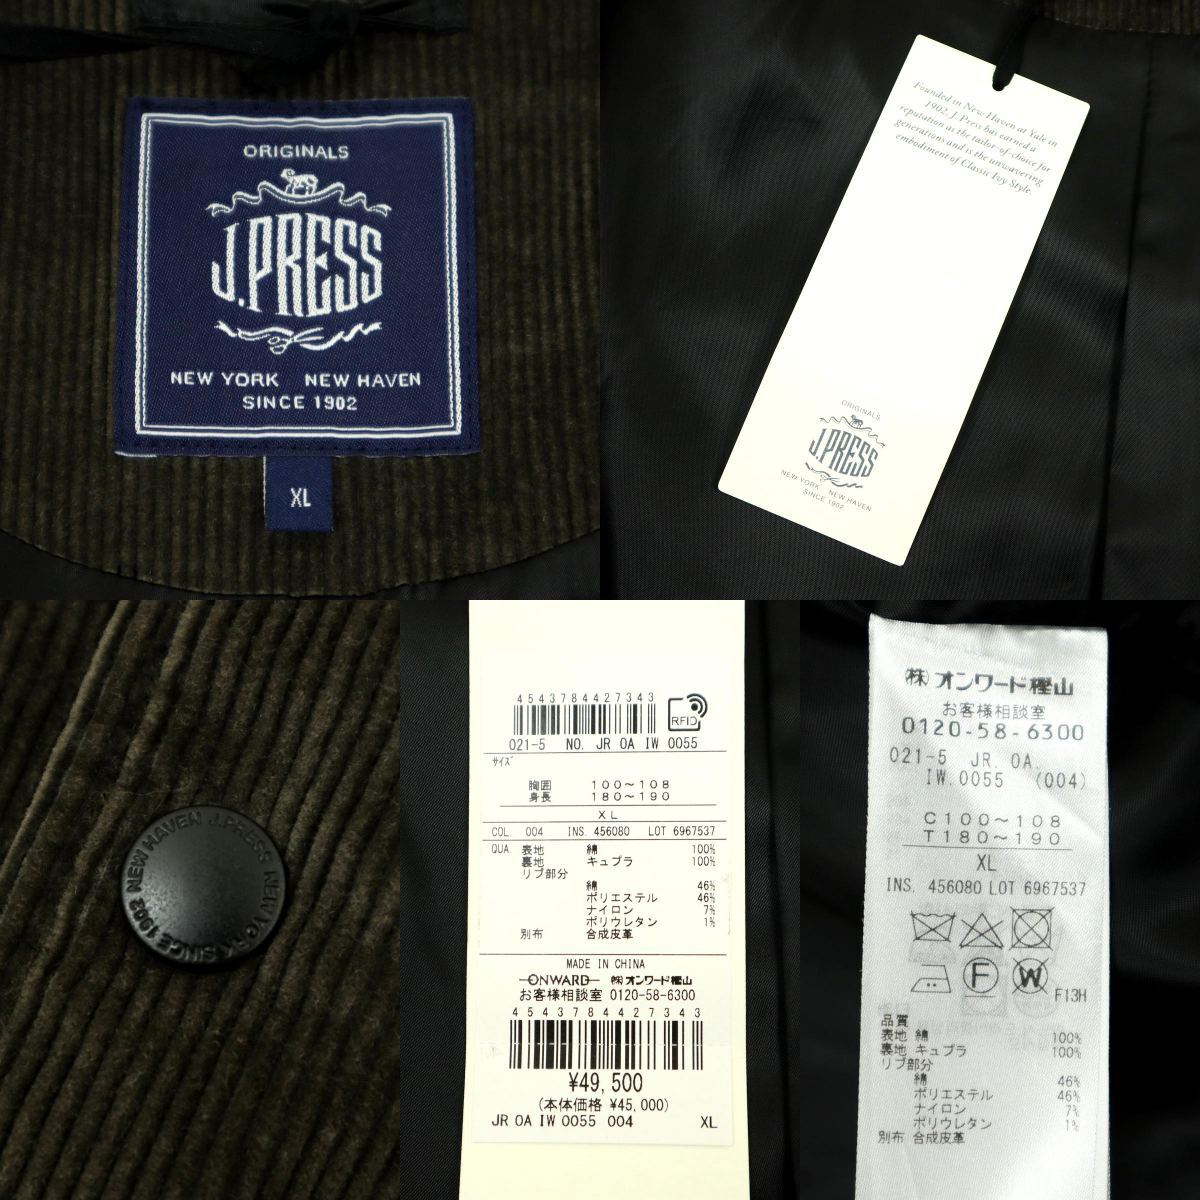 ORIGINALS
J.PRESS
NEW YORK NEW HAVEN
SINCE 1902
XL
Founded in New Haven at Yale in
1902, J. Press has earned a
reputation as the tailor-of-choice for
generations and is the unwavering
embodiment of Classic Ivy Style.
ORIGINALS
J.PRESS
NEW YORK NEW HAVEN
SINCE 1902
J.PRESS NEW YORK SINCE 1902 NEW HAVEN
4543784427343
RFID
021-5 NO. JR OA IW 0055
サイズ
胸囲 100～108
身長 180～190
XL
COL. 004 INS. 456080 LOT 6967537
QUA. 表地 綿 100%
裏地 キュプラ 100%
リブ部分
綿 46%
ポリエステル 46%
ナイロン 7%
ポリウレタン 1%
別布 合成皮革
MADE IN CHINA
ONWARD ㈱オンワード樫山
お客様相談室 0120-58-6300
4543784427343
¥49,500
(本体価格 ¥45,000)
JR OA IW 0055 004 XL
㈱オンワード樫山
お客様相談室
0120-58-6300
021-5 JR. OA.
IW.0055 (004)
C100～108
T180～190
XL
INS. 456080 LOT 6967537
F W
F13H
品質
表地 綿 100%
裏地 キュプラ 100%
リブ部分
綿 46%
ポリエステル 46%
ナイロン 7%
ポリウレタン 1%
別布 合成皮革